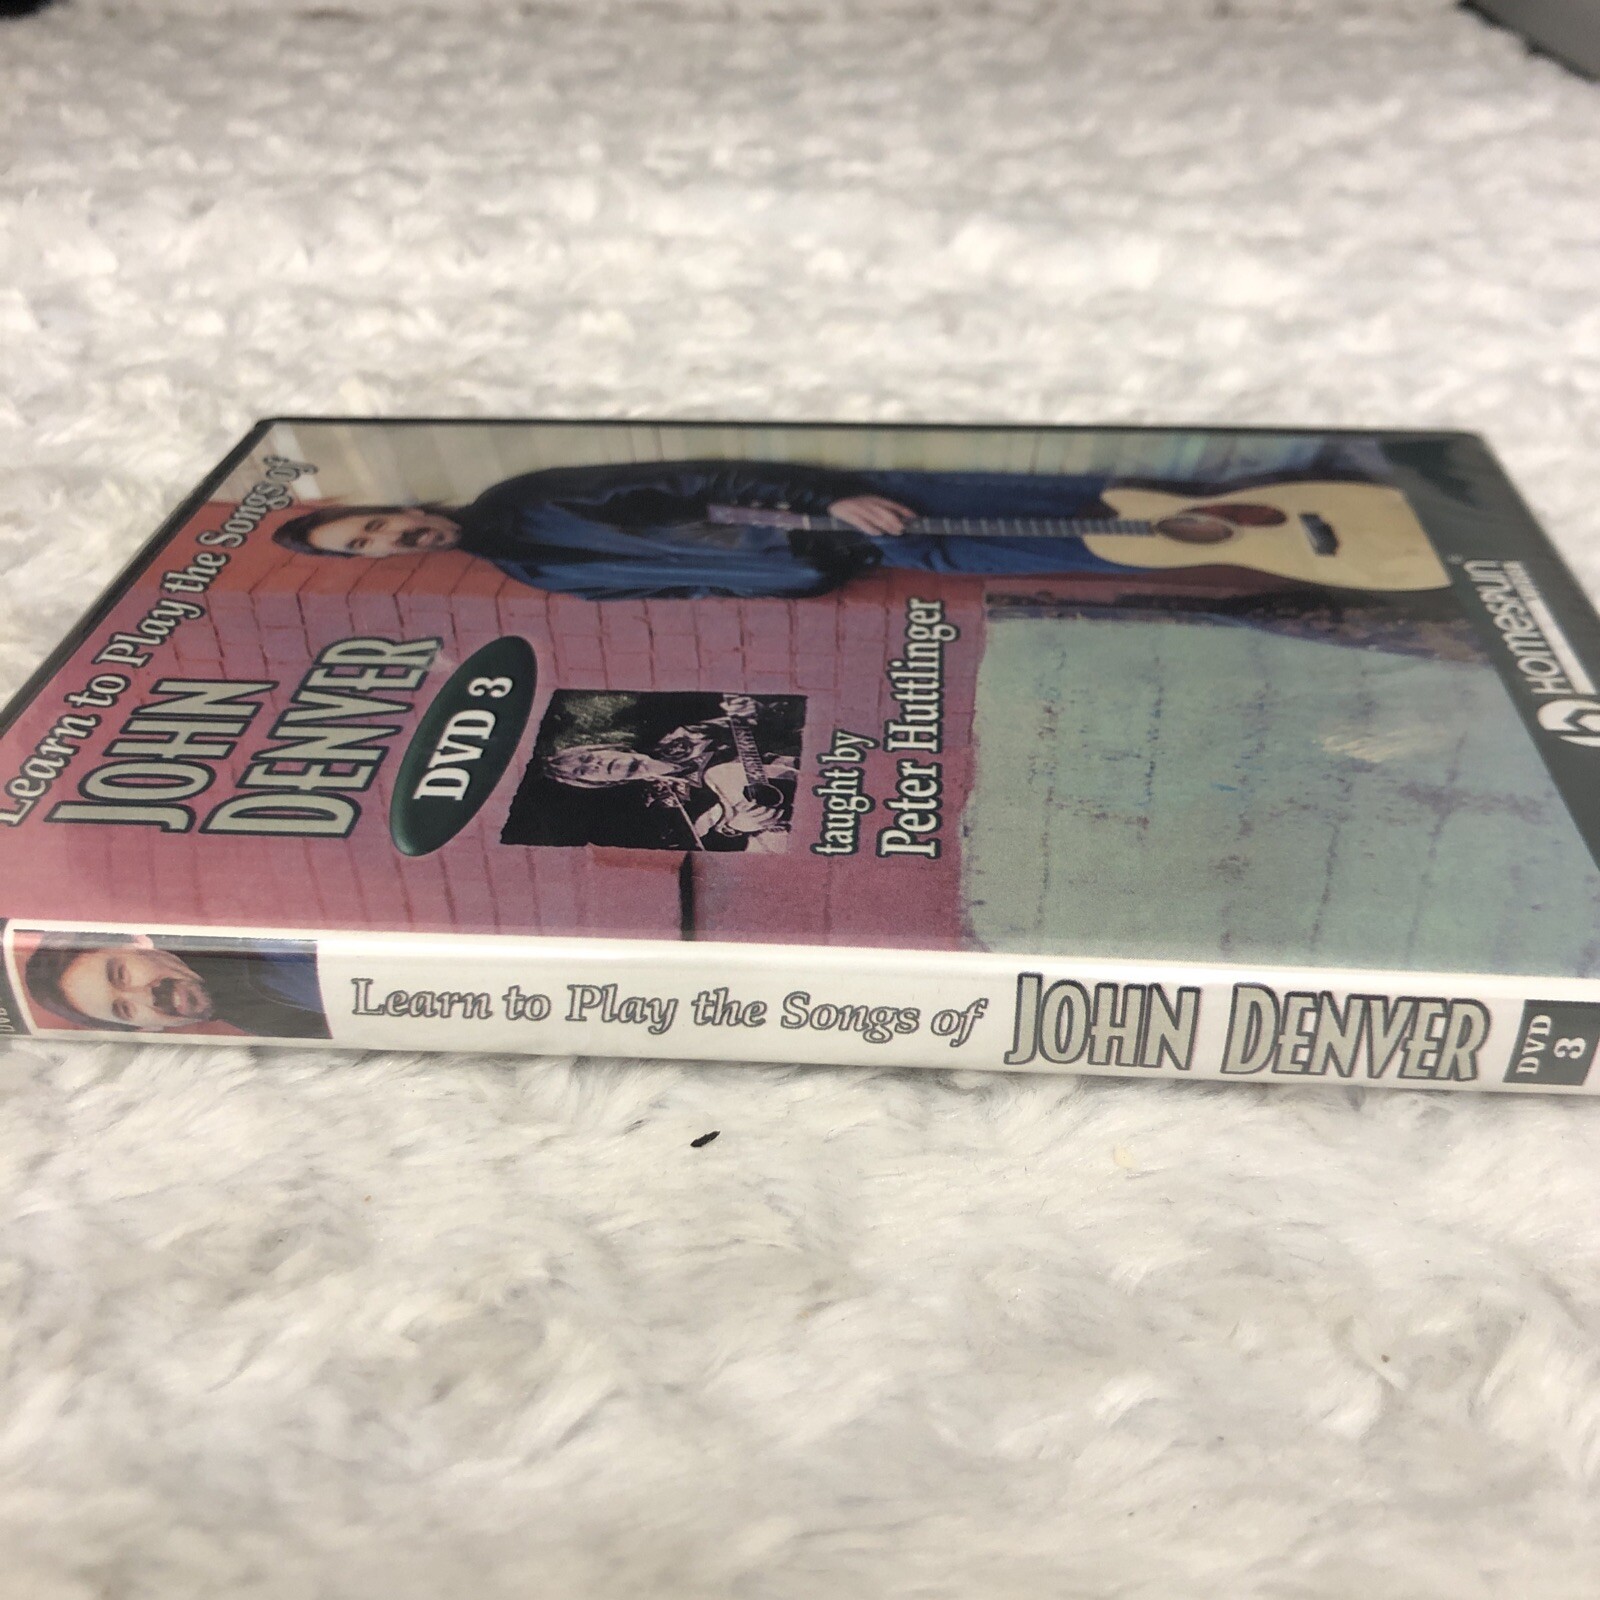 Learn to Play the Songs of
JOHN
DENVER
DVD 3
taught by
Peter Huttlinger
Homespun
Learn to Play the Songs of JOHN DENVER
DVD
3